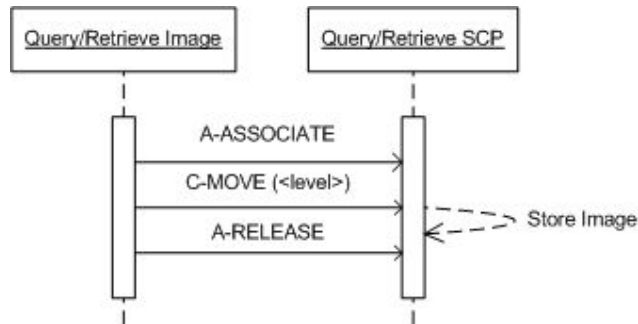 Query/Retrieve Image
Query/Retrieve SCP
A-ASSOCIATE
C-MOVE (<level>)
A-RELEASE
Store Image